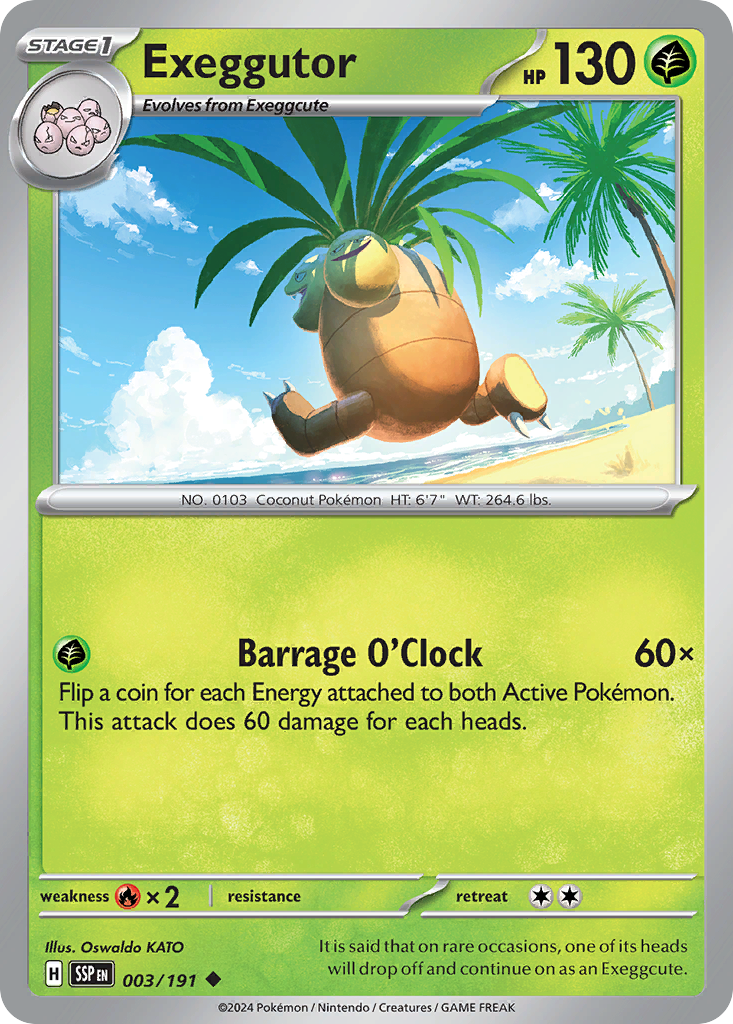 STAGE1
Exeggutor
HP 130
Evolves from Exeggcute
NO. 0103 Coconut Pokémon HT: 6'7" WT: 264.6 lbs.
Barrage O'Clock 60×
Flip a coin for each Energy attached to both Active Pokémon.
This attack does 60 damage for each heads.
weakness ×2 resistance retreat
Illus. Oswaldo KATO
It is said that on rare occasions, one of its heads
will drop off and continue on as an Exeggcute.
H SSP EN 003/191
©2024 Pokémon / Nintendo / Creatures / GAME FREAK